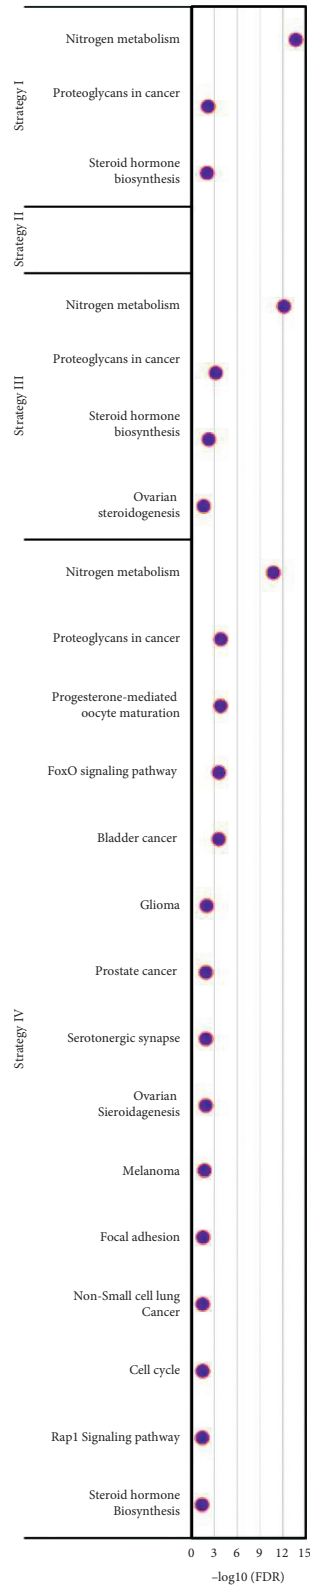 Strategy I
Nitrogen metabolism
Proteoglycans in cancer
Steroid hormone
biosynthesis
Strategy II
Strategy III
Nitrogen metabolism
Proteoglycans in cancer
Steroid hormone
biosynthesis
Ovarian
steroidogenesis
Strategy IV
Nitrogen metabolism
Proteoglycans in cancer
Progesterone-mediated
oocyte maturation
FoxO signaling pathway
Bladder cancer
Glioma
Prostate cancer
Serotonergic synapse
Ovarian
Sieroidagenesis
Melanoma
Focal adhesion
Non-Small cell lung
Cancer
Cell cycle
Rap1 Signaling pathway
Steroid hormone
Biosynthesis
0 3 6 9 12 15
–log10 (FDR)